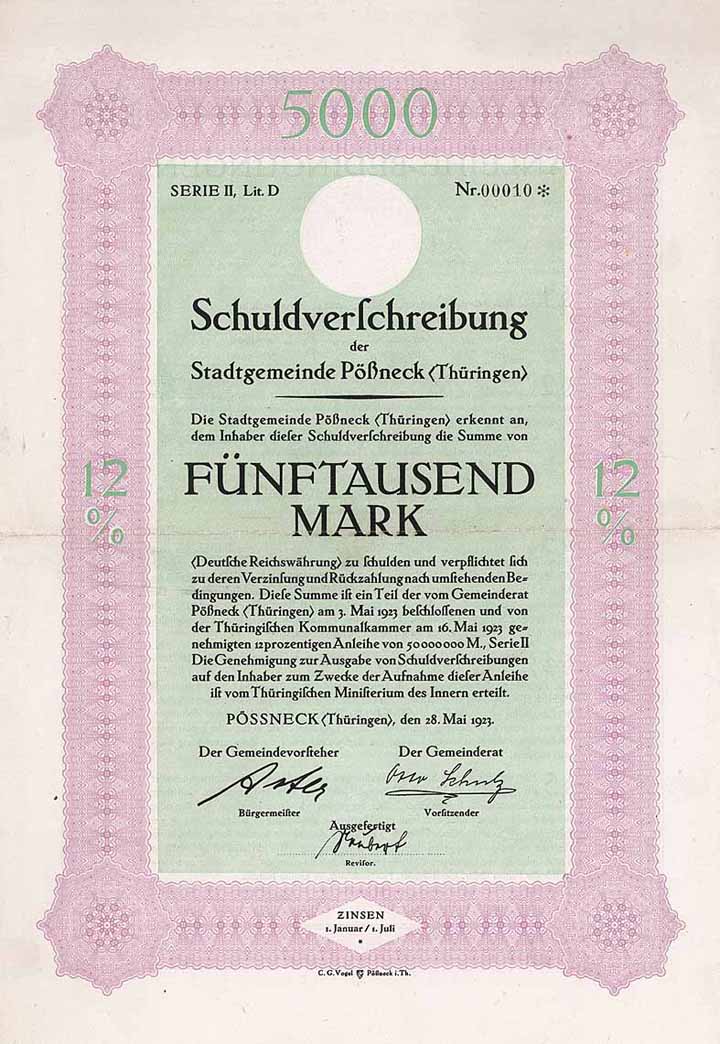 5000
SERIE II, Lit. D Nr. 00010 *
Schuldverſchreibung
der
Stadtgemeinde Pößneck (Thüringen)
Die Stadtgemeinde Pößneck (Thüringen) erkennt an,
dem Inhaber dieſer Schuldverſchreibung die Summe von
FÜNFTAUSEND
MARK
12 %
12 %
(Deutſche Reichswährung) zu ſchulden und verpflichtet ſich
zu deren Verzinſung und Rückzahlung nach umſtehenden Be=
dingungen. Dieſe Summe iſt ein Teil der vom Gemeinderat
Pößneck (Thüringen) am 3. Mai 1923 beſchloſſenen und von
der Thüringiſchen Kommunalkammer am 16. Mai 1923 ge=
nehmigten 12prozentigen Anleihe von 50 000 000 M., Serie II
Die Genehmigung zur Ausgabe von Schuldverſchreibungen
auf den Inhaber zum Zwecke der Aufnahme dieſer Anleihe
iſt vom Thüringiſchen Miniſterium des Innern erteilt.
PÖSSNECK (Thüringen), den 28. Mai 1923.
Der Gemeindevorſteher Der Gemeinderat
Otto Schulz
Bürgermeiſter Vorſitzender
Ausgefertigt
Reviſor.
ZINSEN
1. Januar / 1. Juli
*
C. G. Vogel Pößneck i. Th.